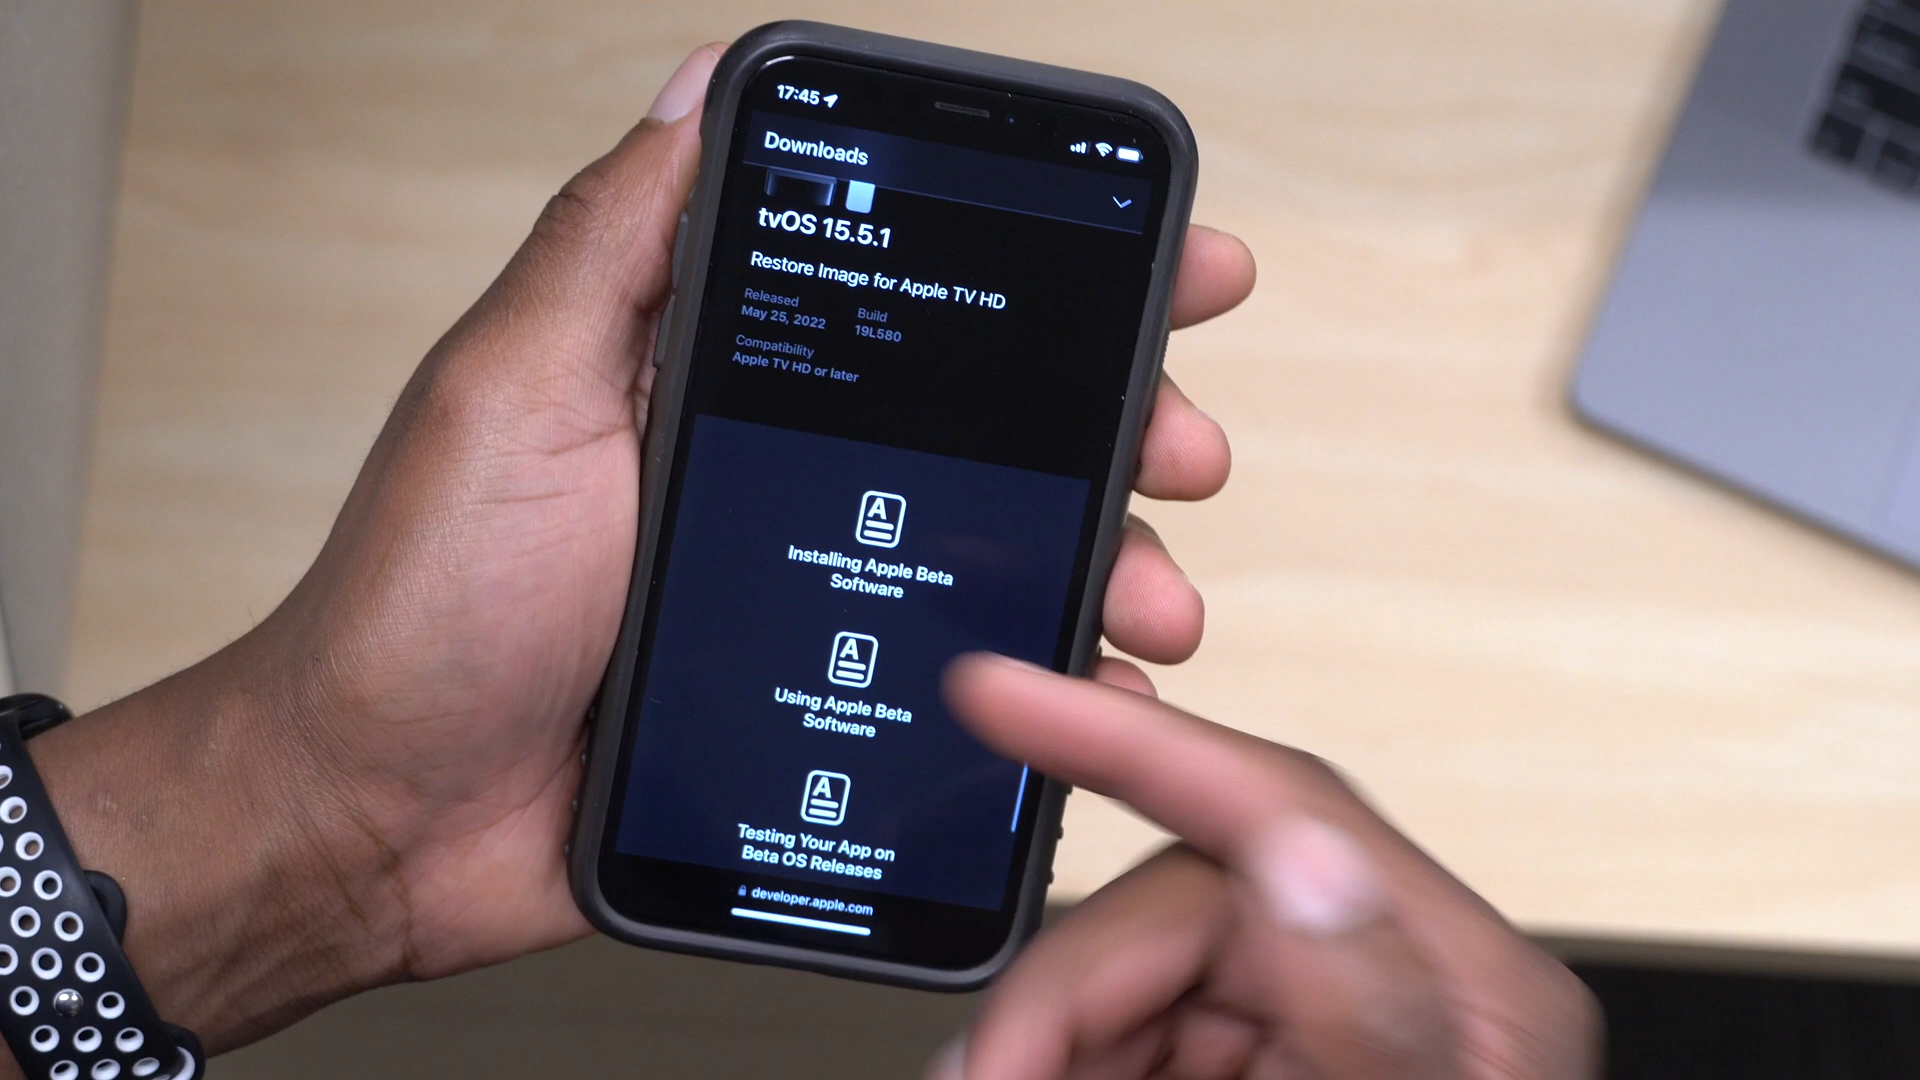 17:45
Downloads
tvOS 15.5.1
Restore Image for Apple TV HD
Released
May 25, 2022
Build
19L580
Compatibility
Apple TV HD or later
A
Installing Apple Beta
Software
A
Using Apple Beta
Software
A
Testing Your App on
Beta OS Releases
developer.apple.com